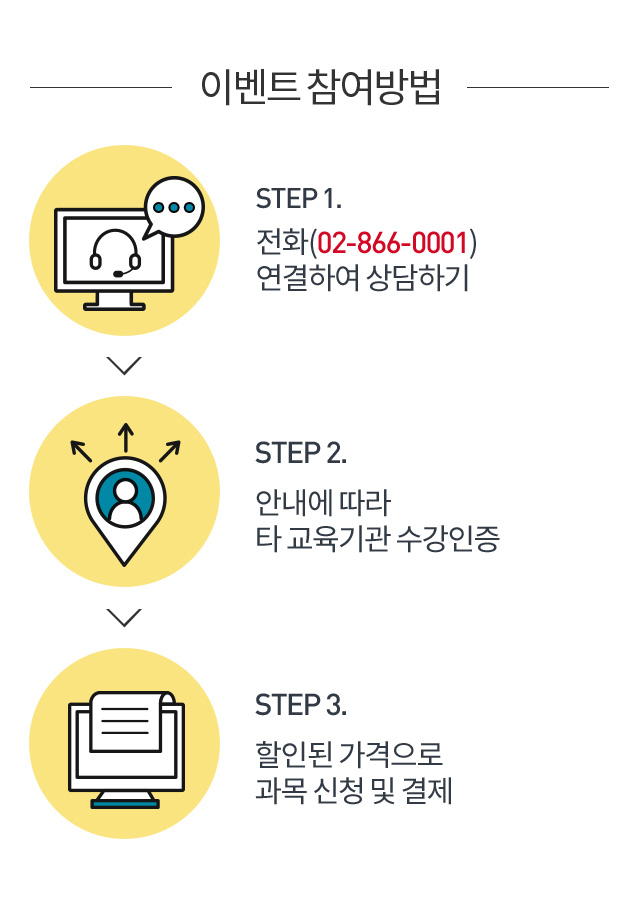 이벤트 참여방법
STEP 1.
전화(02-866-0001)
연결하여 상담하기
STEP 2.
안내에 따라
타 교육기관 수강인증
STEP 3.
할인된 가격으로
과목 신청 및 결제